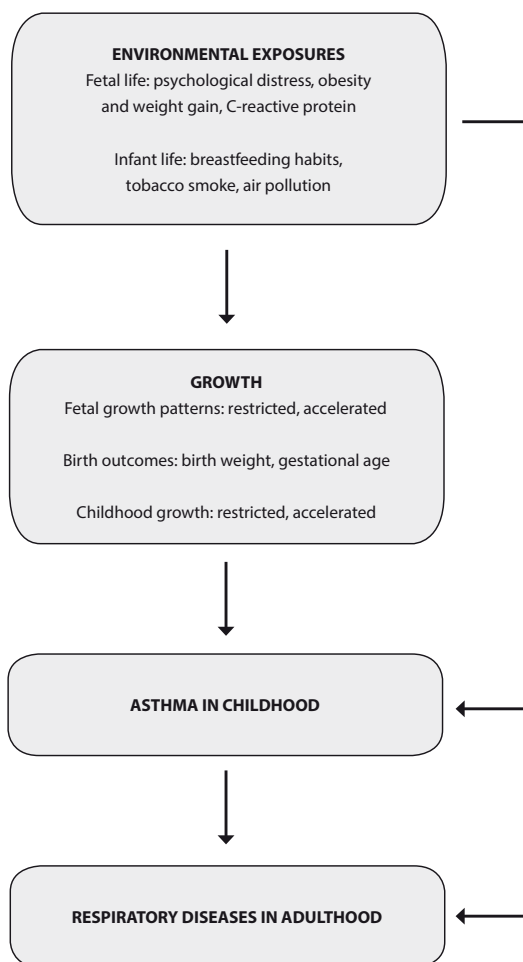 ENVIRONMENTAL EXPOSURES
Fetal life: psychological distress, obesity
and weight gain, C-reactive protein
Infant life: breastfeeding habits,
tobacco smoke, air pollution
GROWTH
Fetal growth patterns: restricted, accelerated
Birth outcomes: birth weight, gestational age
Childhood growth: restricted, accelerated
ASTHMA IN CHILDHOOD
RESPIRATORY DISEASES IN ADULTHOOD